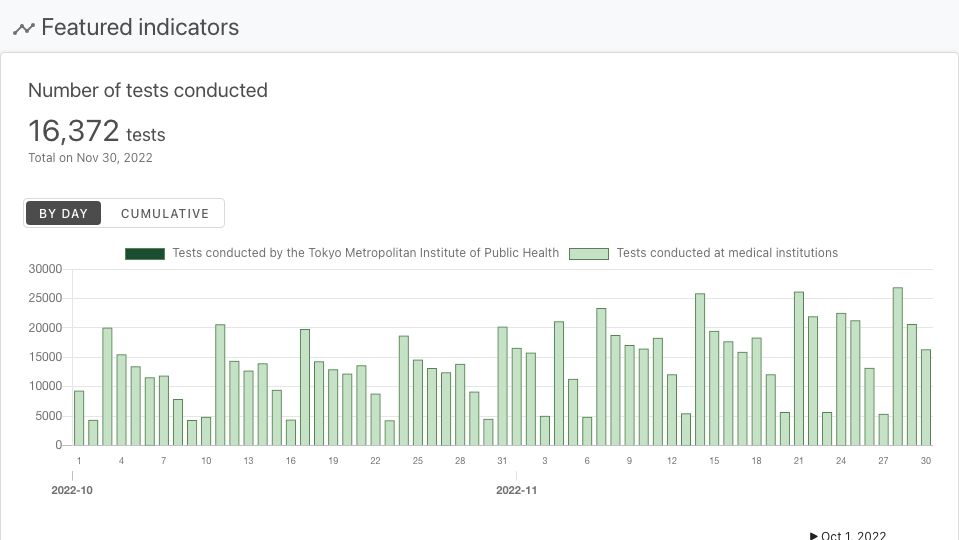 Featured indicators
Number of tests conducted
16,372 tests
Total on Nov 30, 2022
BY DAY CUMULATIVE
Tests conducted by the Tokyo Metropolitan Institute of Public Health Tests conducted at medical institutions
30000
25000
20000
15000
10000
5000
0
1 4 7 10 13 16 19 22 25 28 31 3 6 9 12 15 18 21 24 27 30
2022-10 2022-11
Oct 1, 2022